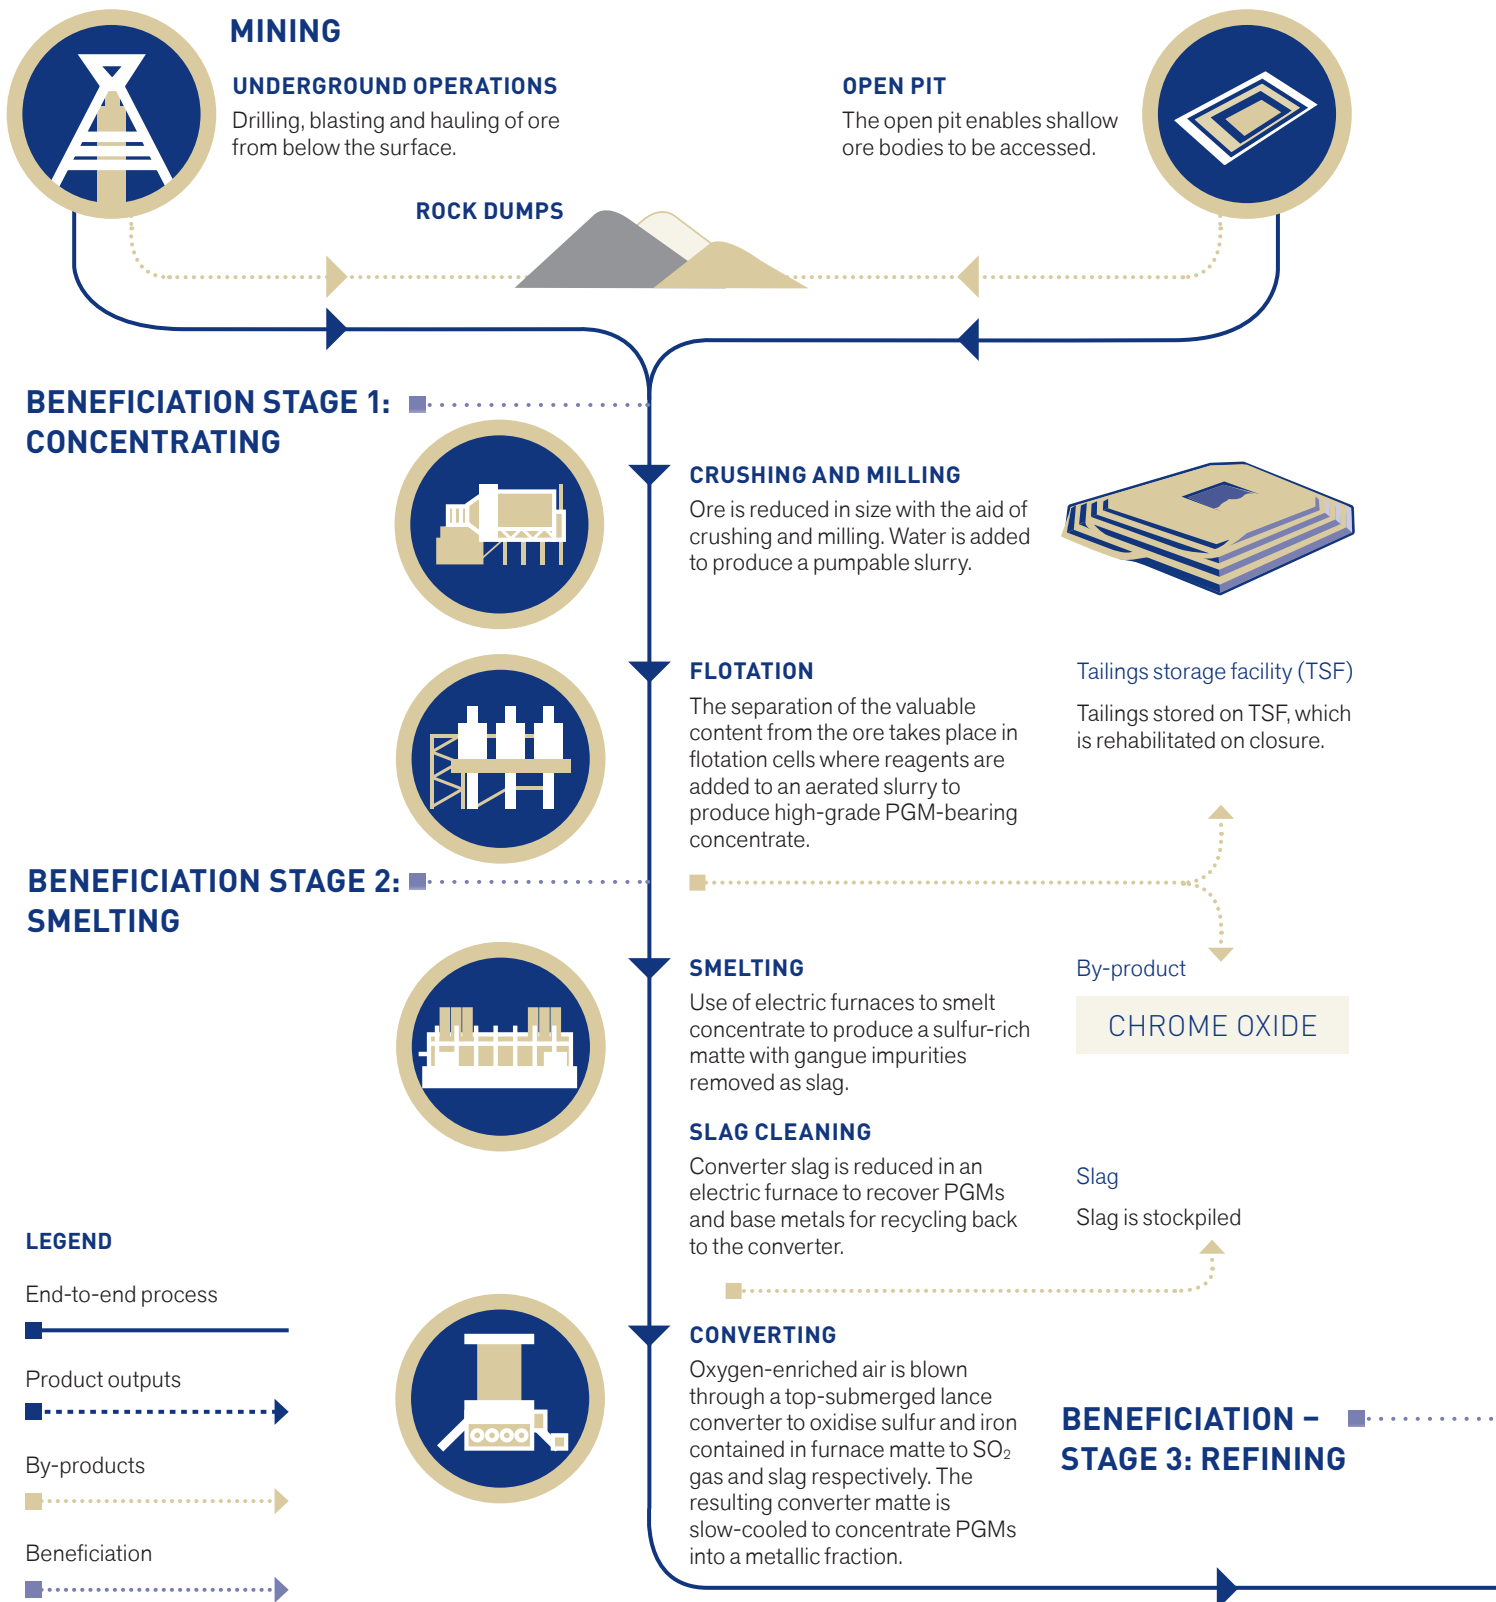 MINING
UNDERGROUND OPERATIONS
Drilling, blasting and hauling of ore
from below the surface.
OPEN PIT
The open pit enables shallow
ore bodies to be accessed.
ROCK DUMPS
BENEFICIATION STAGE 1:
CONCENTRATING
CRUSHING AND MILLING
Ore is reduced in size with the aid of
crushing and milling. Water is added
to produce a pumpable slurry.
FLOTATION
The separation of the valuable
content from the ore takes place in
flotation cells where reagents are
added to an aerated slurry to
produce high-grade PGM-bearing
concentrate.
Tailings storage facility (TSF)
Tailings stored on TSF, which
is rehabilitated on closure.
BENEFICIATION STAGE 2:
SMELTING
SMELTING
Use of electric furnaces to smelt
concentrate to produce a sulfur-rich
matte with gangue impurities
removed as slag.
By-product
CHROME OXIDE
SLAG CLEANING
Converter slag is reduced in an
electric furnace to recover PGMs
and base metals for recycling back
to the converter.
Slag
Slag is stockpiled
LEGEND
End-to-end process
Product outputs
By-products
Beneficiation
CONVERTING
Oxygen-enriched air is blown
through a top-submerged lance
converter to oxidise sulfur and iron
contained in furnace matte to SO₂
gas and slag respectively. The
resulting converter matte is
slow-cooled to concentrate PGMs
into a metallic fraction.
BENEFICIATION –
STAGE 3: REFINING